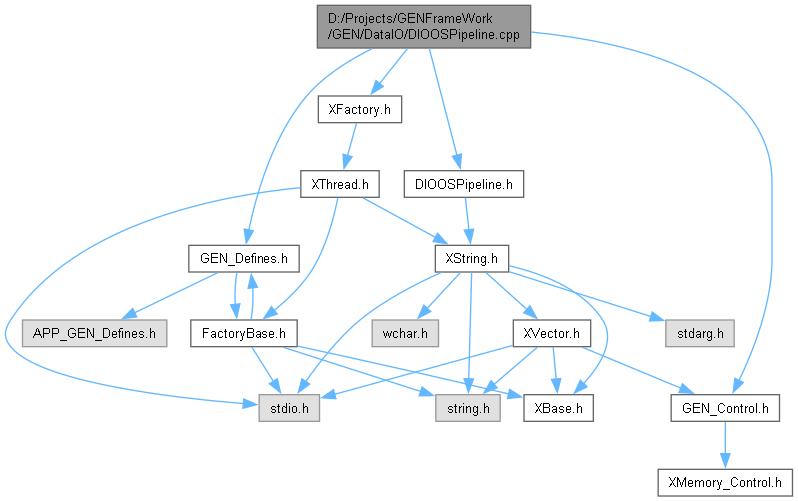 D:/Projects/GENFrameWork
/GEN/DataIO/DIOOSPipeline.cpp
XFactory.h
XThread.h
DIOOSPipeline.h
GEN_Defines.h
XString.h
APP_GEN_Defines.h
FactoryBase.h
wchar.h
XVector.h
stdarg.h
stdio.h
string.h
XBase.h
GEN_Control.h
XMemory_Control.h